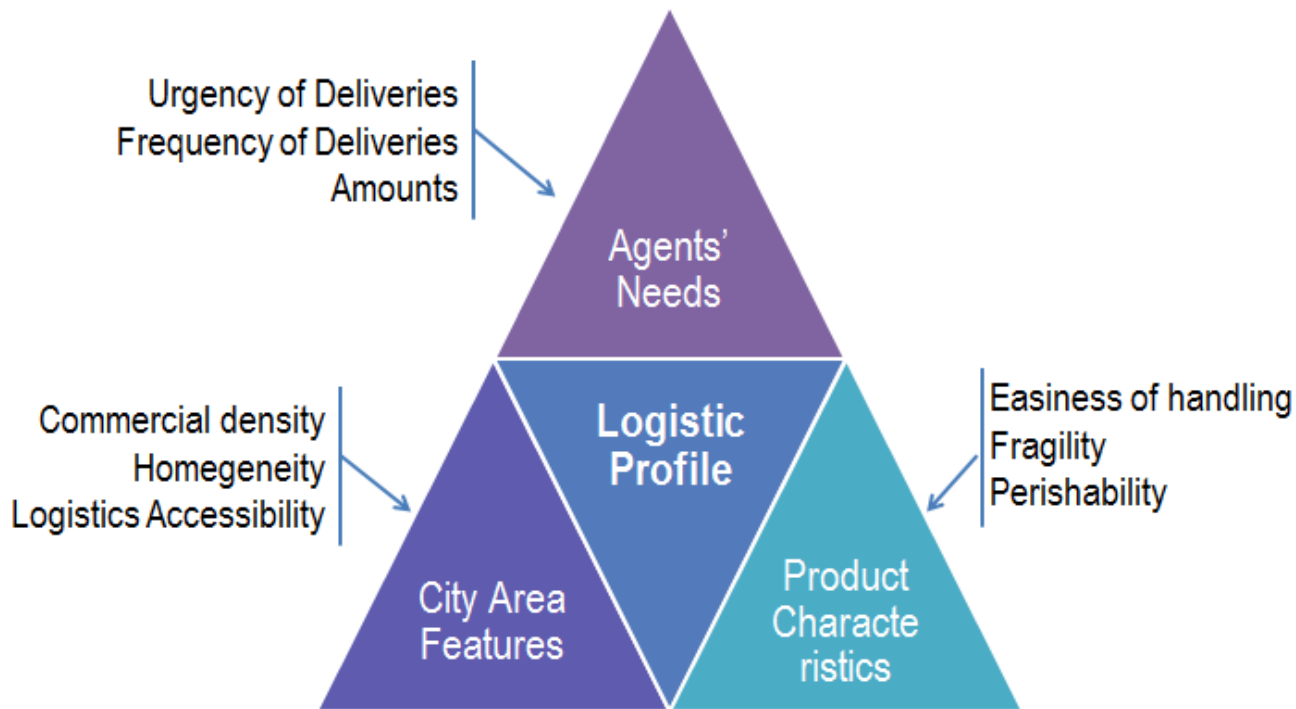 Urgency of Deliveries
Frequency of Deliveries
Amounts
Agents’
Needs
Commercial density
Homegeneity
Logistics Accessibility
Logistic
Profile
Easiness of handling
Fragility
Perishability
City Area
Features
Product
Characte
ristics